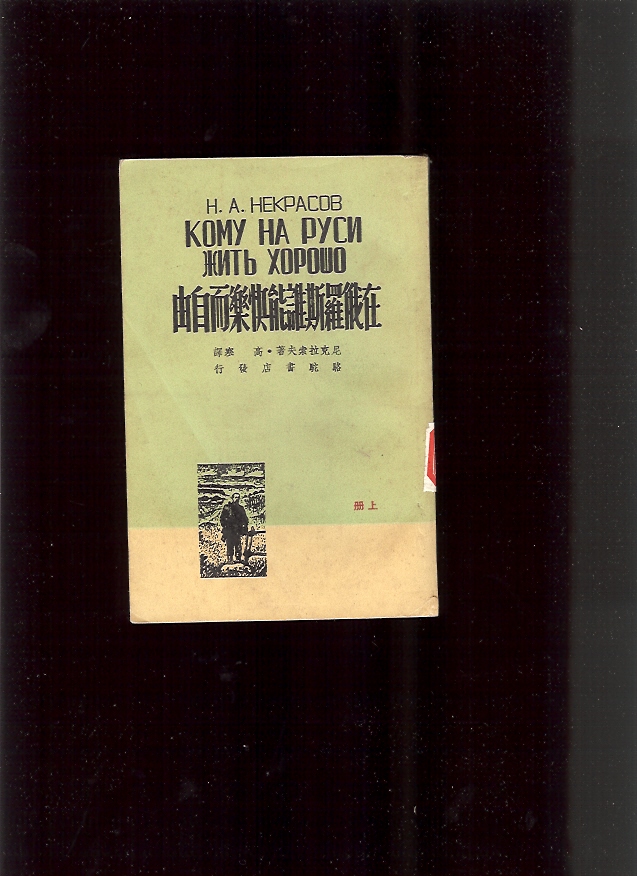 Н. А. НЕКРАСОВ
КОМУ НА РУСИ
ЖИТЬ ХОРОШО
在俄羅斯誰能快樂而自由
尼克拉索夫著・高 寒譯
駱駝書店發行
上冊